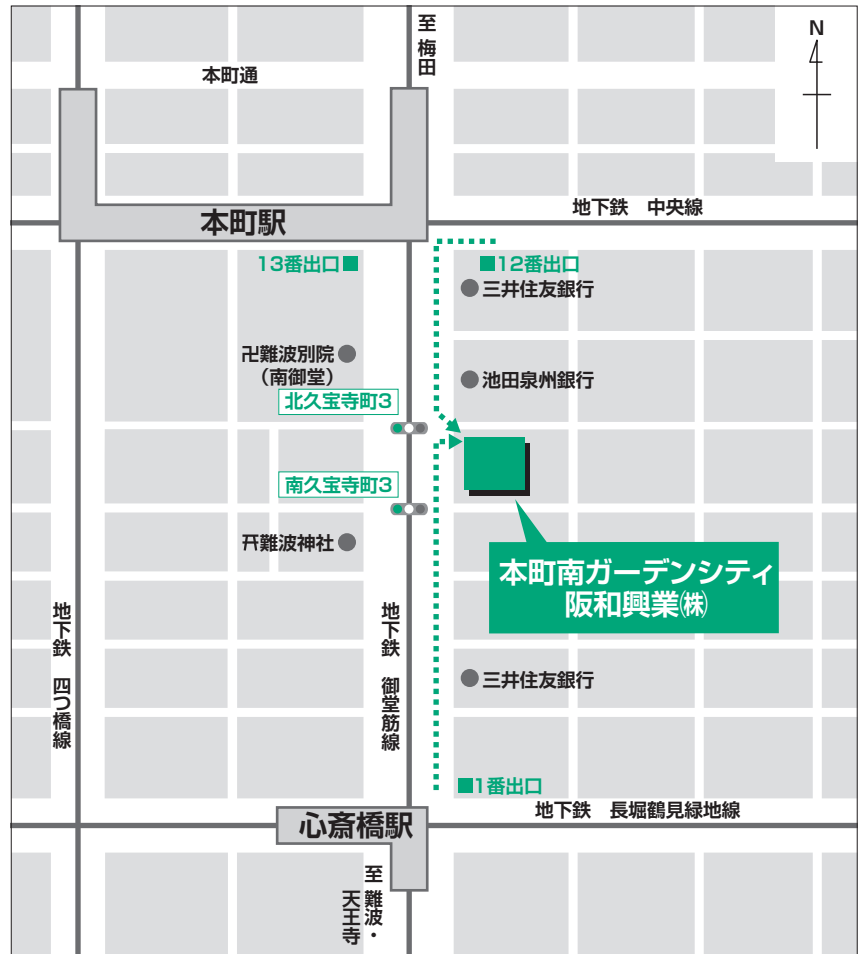 至 梅田
N
本町通
地下鉄 中央線
本町駅
13番出口
12番出口
三井住友銀行
卍難波別院
(南御堂)
池田泉州銀行
北久宝寺町3
南久宝寺町3
難波神社
本町南ガーデンシティ
阪和興業㈱
地下鉄 四つ橋線
地下鉄 御堂筋線
三井住友銀行
1番出口
地下鉄 長堀鶴見緑地線
心斎橋駅
至 難波・
天王寺